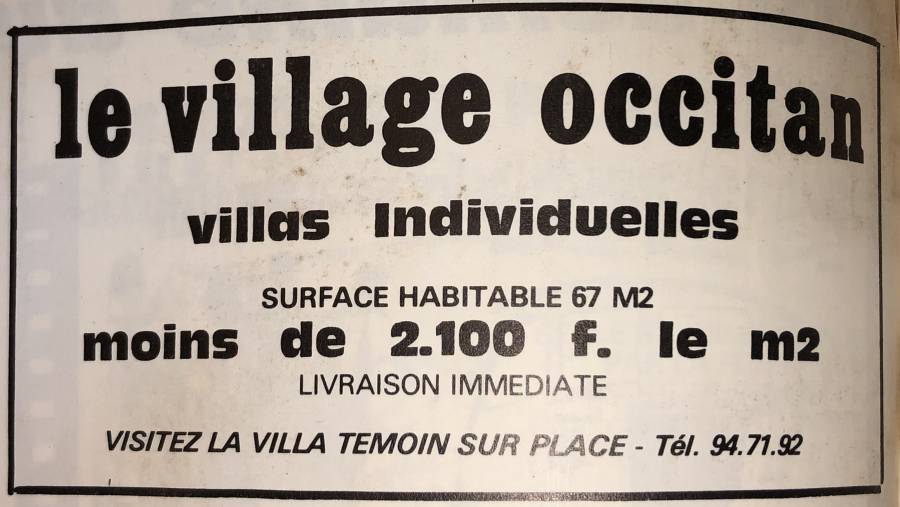 le village occitan
villas Individuelles
SURFACE HABITABLE 67 M2
moins de 2.100 f. le m2
LIVRAISON IMMEDIATE
VISITEZ LA VILLA TEMOIN SUR PLACE - Tél. 94.71.92